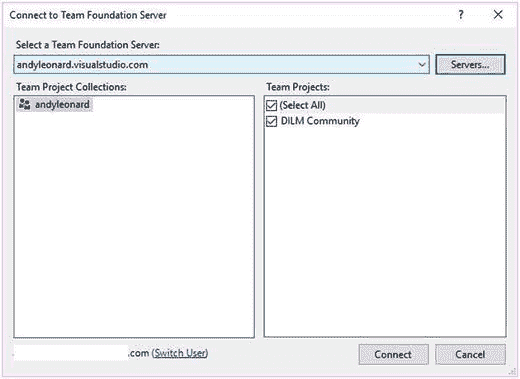 Connect to Team Foundation Server
?
Select a Team Foundation Server:
andyleonard.visualstudio.com
Servers...
Team Project Collections:
andyleonard
Team Projects:
(Select All)
DILM Community
.com (Switch User)
Connect
Cancel